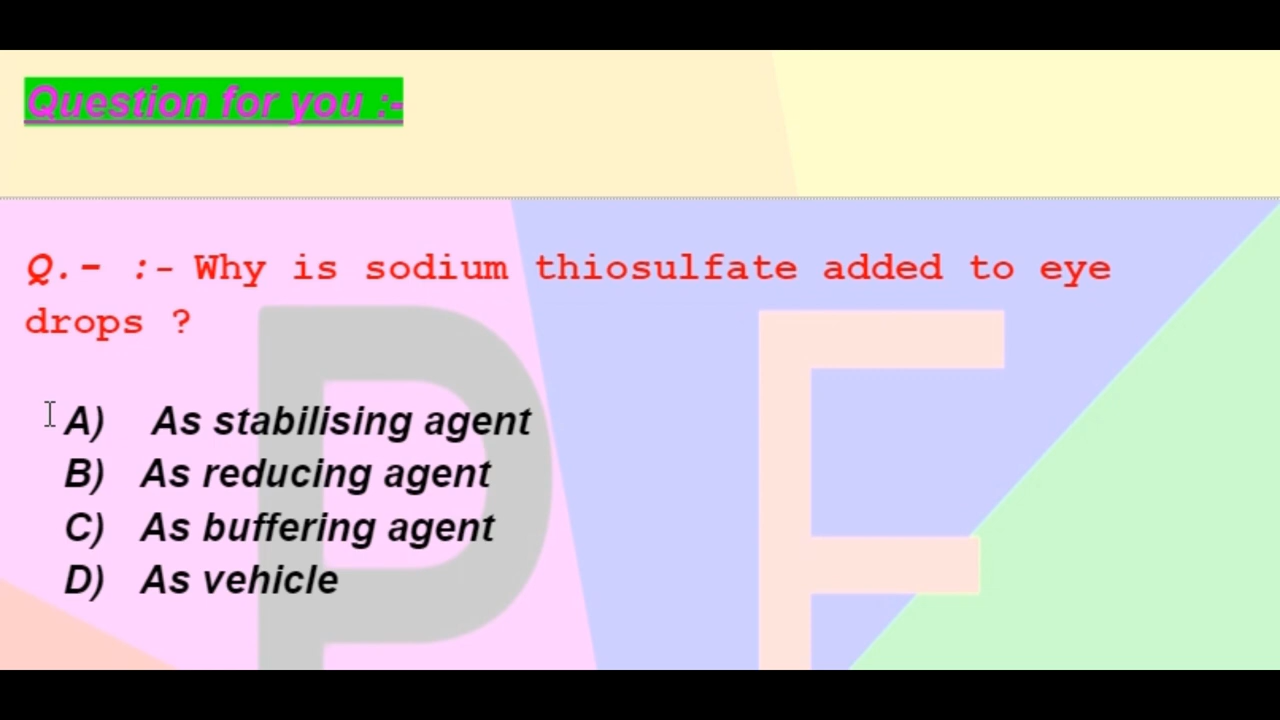 Question for you :-
Q.- :- Why is sodium thiosulfate added to eye
drops ?
A) As stabilising agent
B) As reducing agent
C) As buffering agent
D) As vehicle
PF